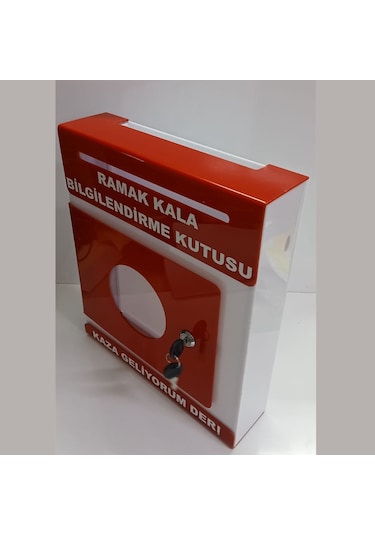 RAMAK KALA
BİLGİLENDİRME KUTUSU
KAZA GELİYORUM DER!